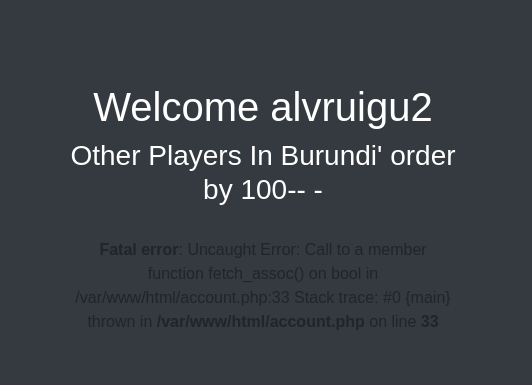 Welcome alvruigu2
Other Players In Burundi' order
by 100-- -
Fatal error: Uncaught Error: Call to a member
function fetch_assoc() on bool in
/var/www/html/account.php:33 Stack trace: #0 {main}
thrown in /var/www/html/account.php on line 33